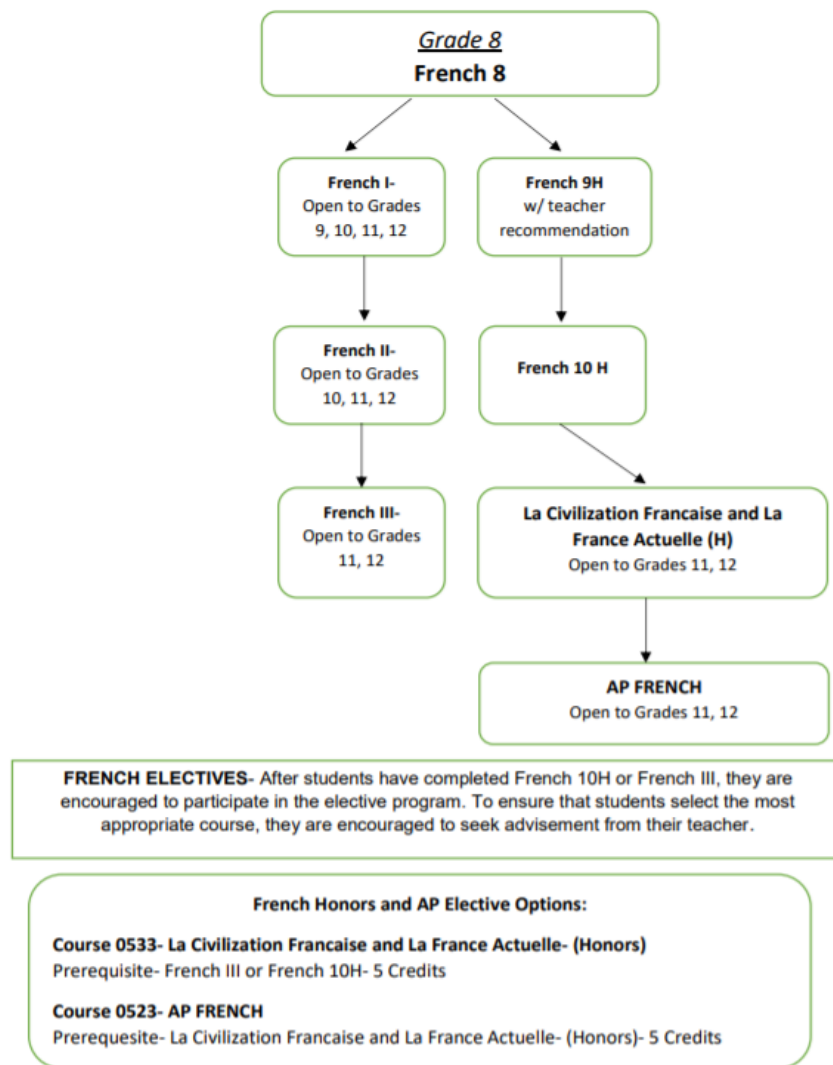 Grade 8
French 8
French I-
Open to Grades
9, 10, 11, 12
French 9H
w/ teacher
recommendation
French II-
Open to Grades
10, 11, 12
French 10 H
French III-
Open to Grades
11, 12
La Civilization Francaise and La
France Actuelle (H)
Open to Grades 11, 12
AP FRENCH
Open to Grades 11, 12
FRENCH ELECTIVES- After students have completed French 10H or French III, they are
encouraged to participate in the elective program. To ensure that students select the most
appropriate course, they are encouraged to seek advisement from their teacher.
French Honors and AP Elective Options:
Course 0533- La Civilization Francaise and La France Actuelle- (Honors)
Prerequisite- French III or French 10H- 5 Credits
Course 0523- AP FRENCH
Prerequesite- La Civilization Francaise and La France Actuelle- (Honors)- 5 Credits